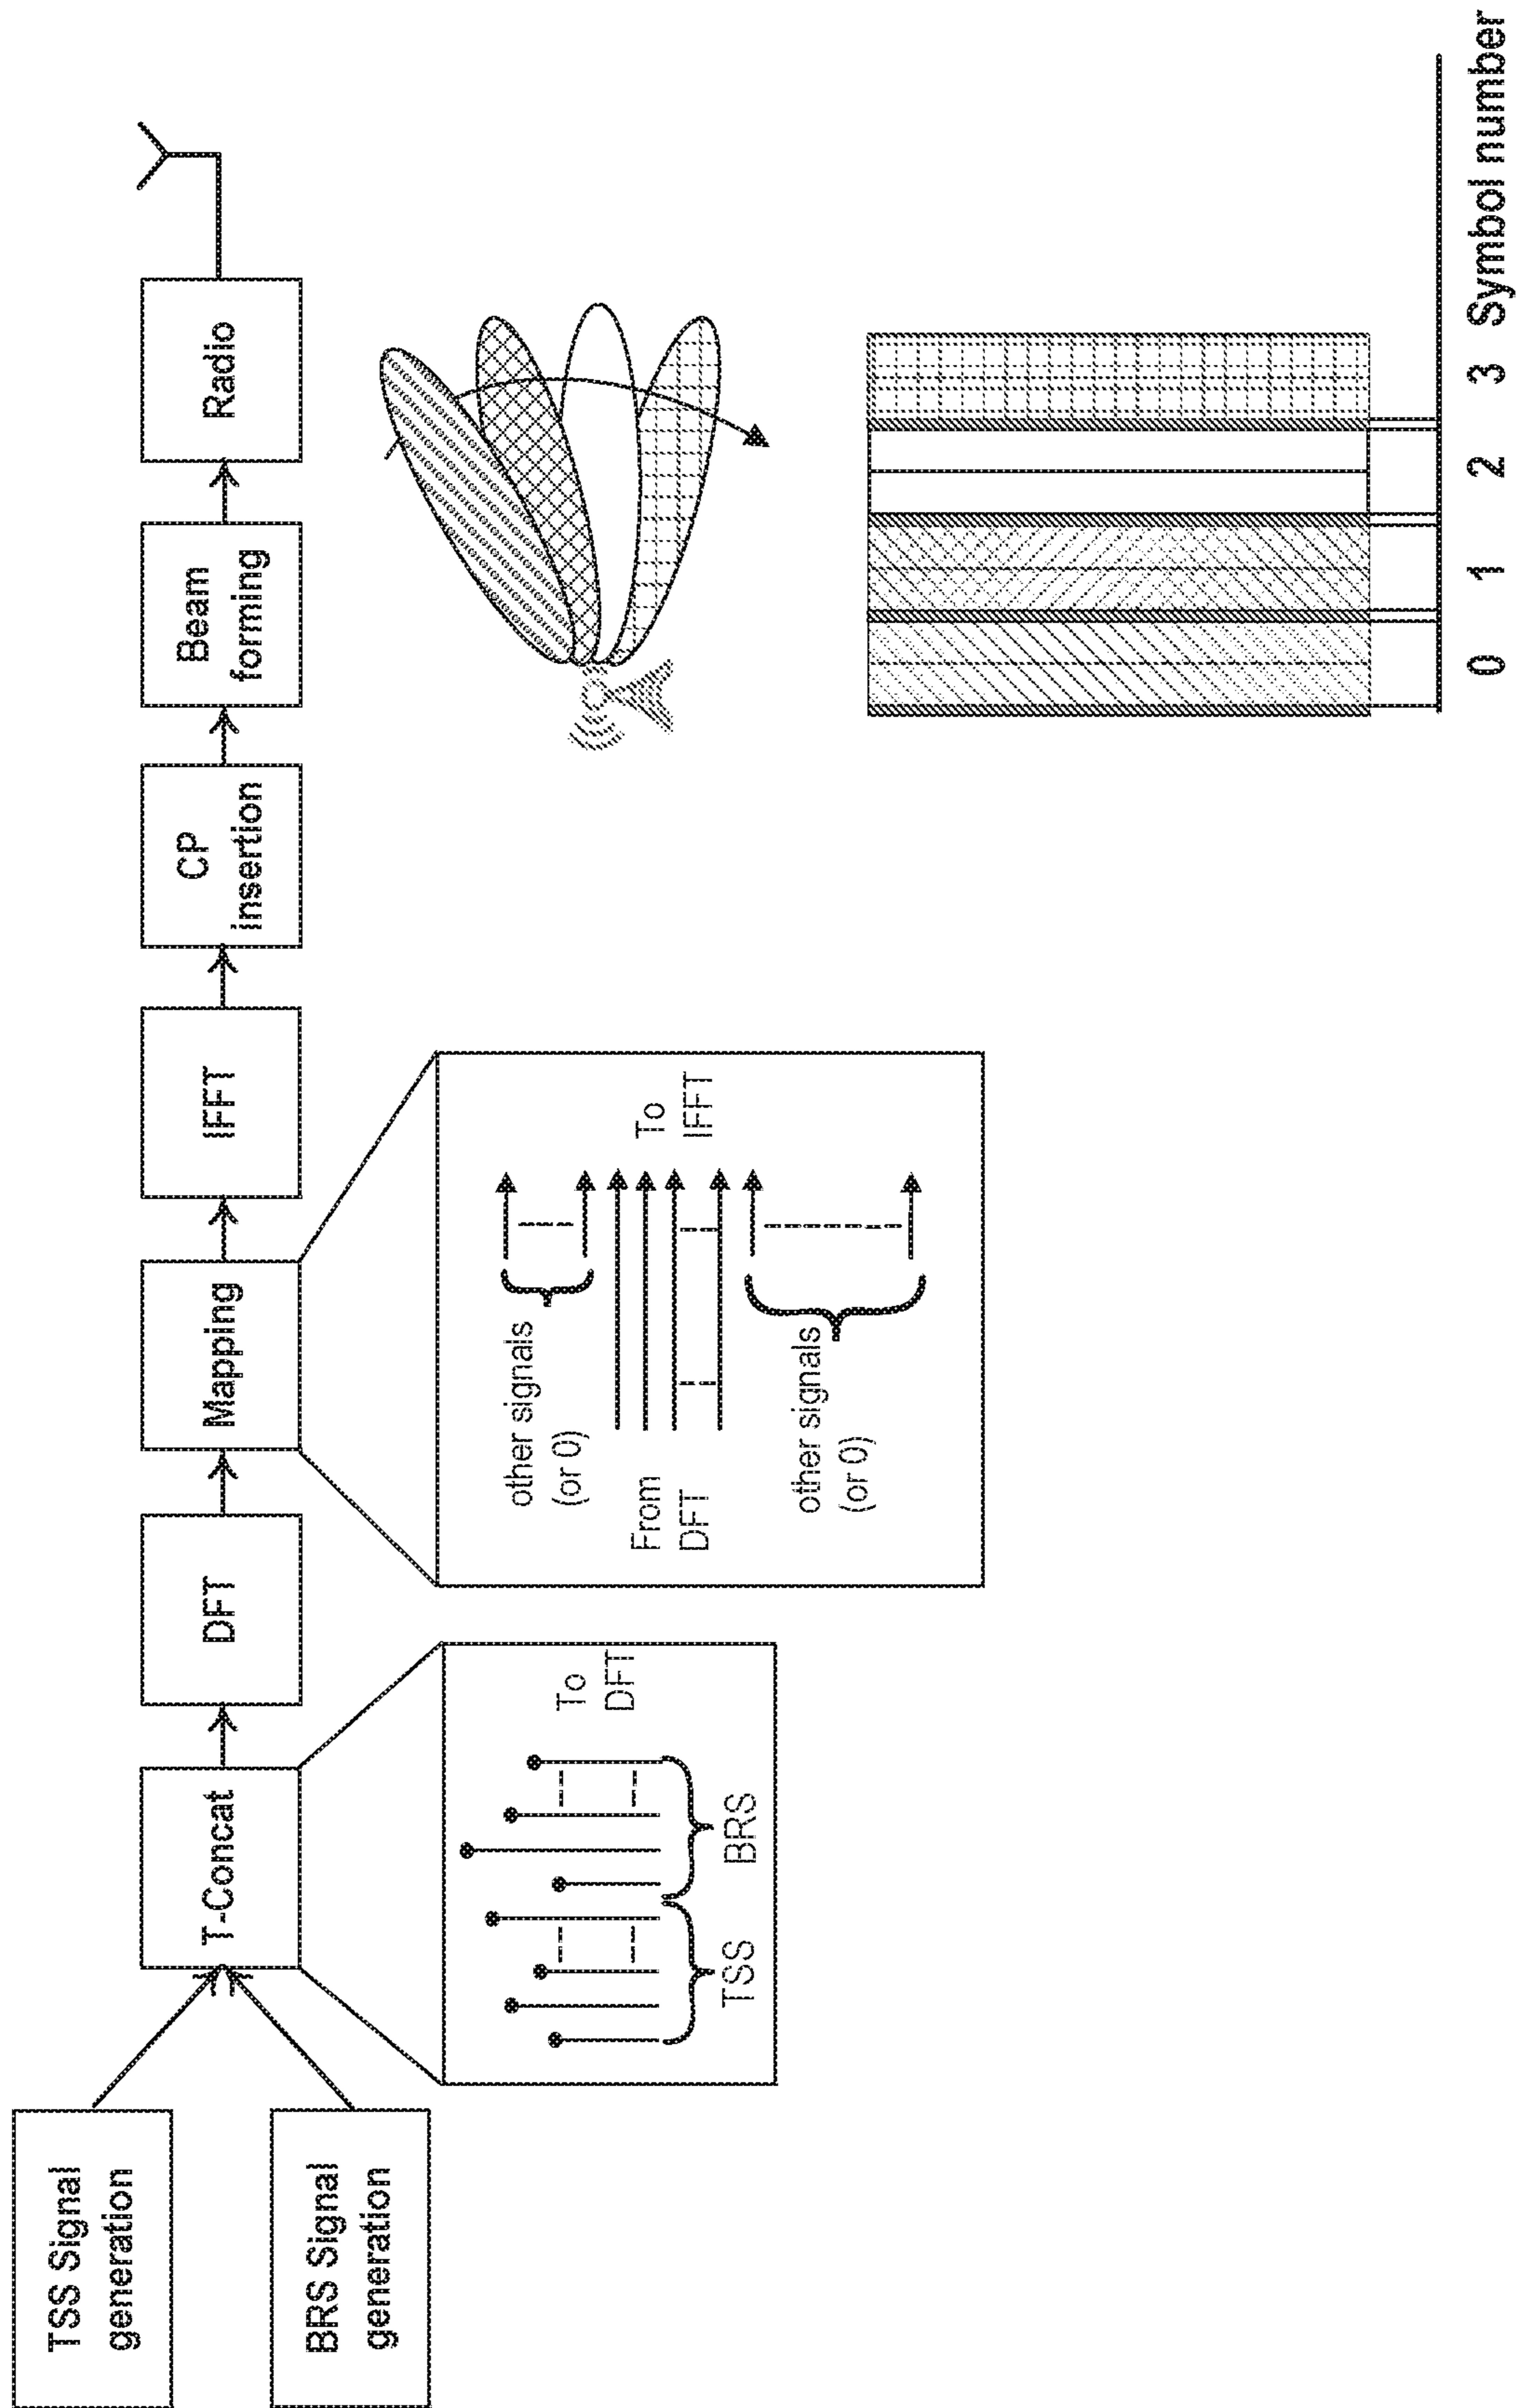 TSS Signal
generation
BRS Signal
generation
T-Concat
DFT
Mapping
IFFT
CP
insertion
Beam
forming
Radio
To
DFT
TSS
BRS
other signals
(or 0)
From
DFT
To
IFFT
other signals
(or 0)
0 1 2 3 Symbol number